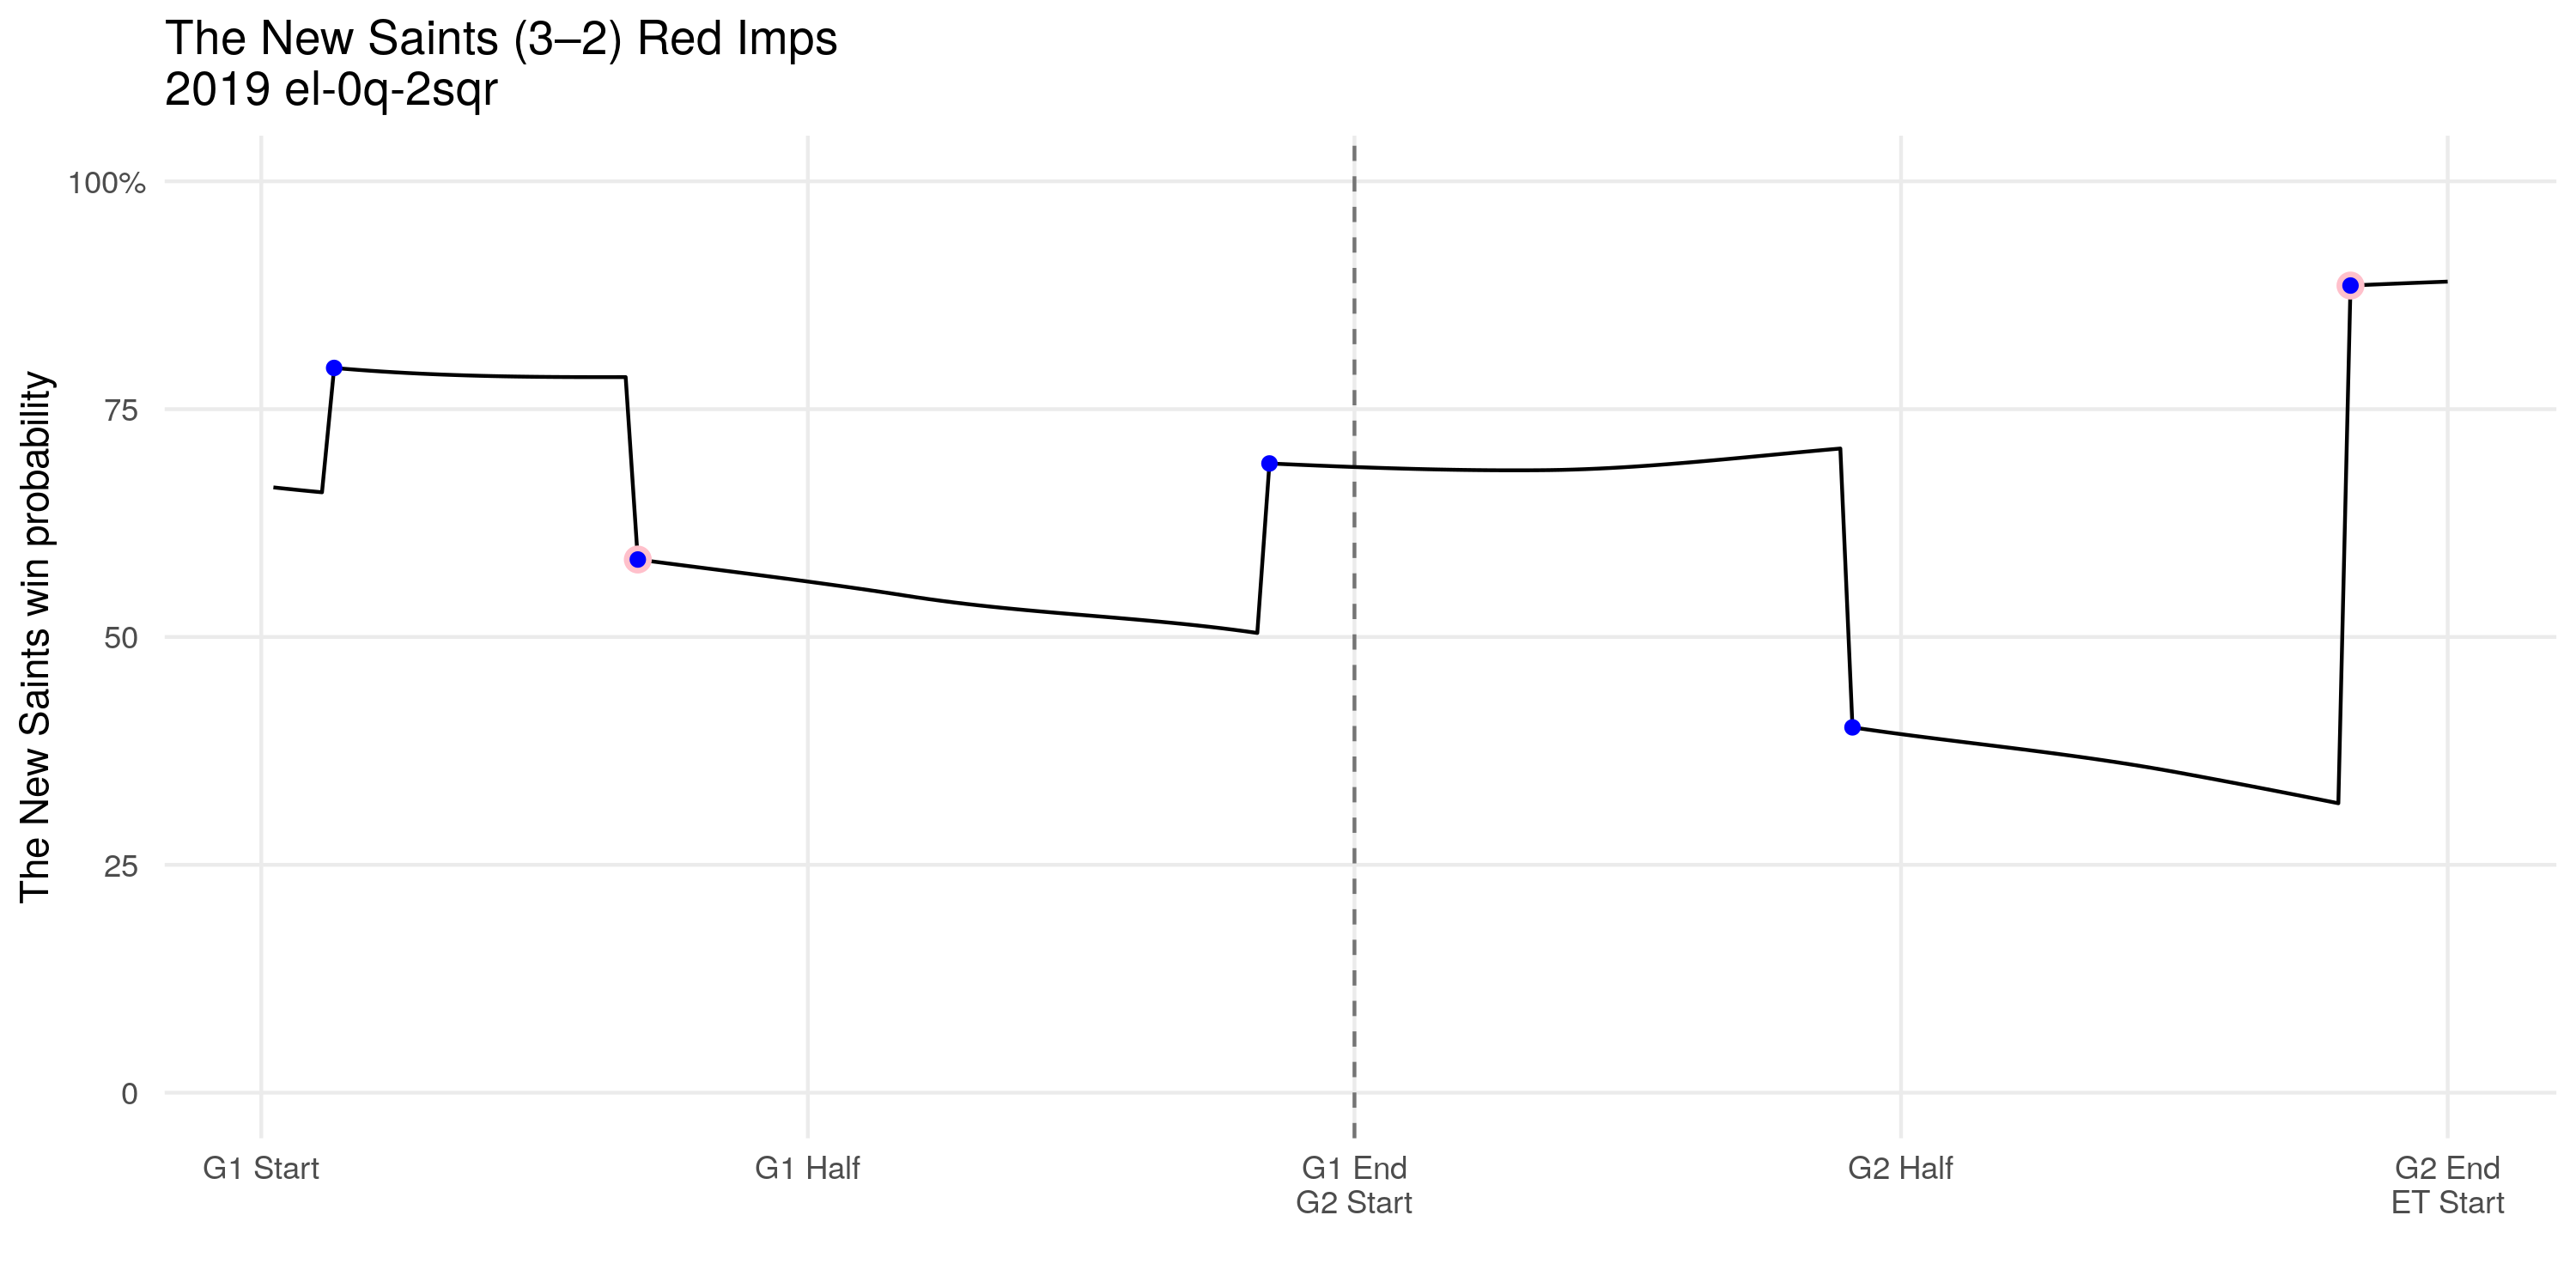 The New Saints (3–2) Red Imps
2019 el-0q-2sqr
The New Saints win probability
100%
75
50
25
0
G1 Start
G1 Half
G1 End
G2 Start
G2 Half
G2 End
ET Start